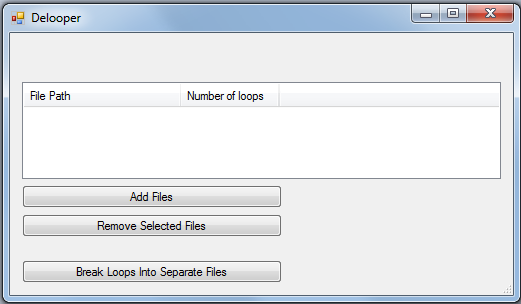 Delooper
File Path Number of loops
Add Files
Remove Selected Files
Break Loops Into Separate Files